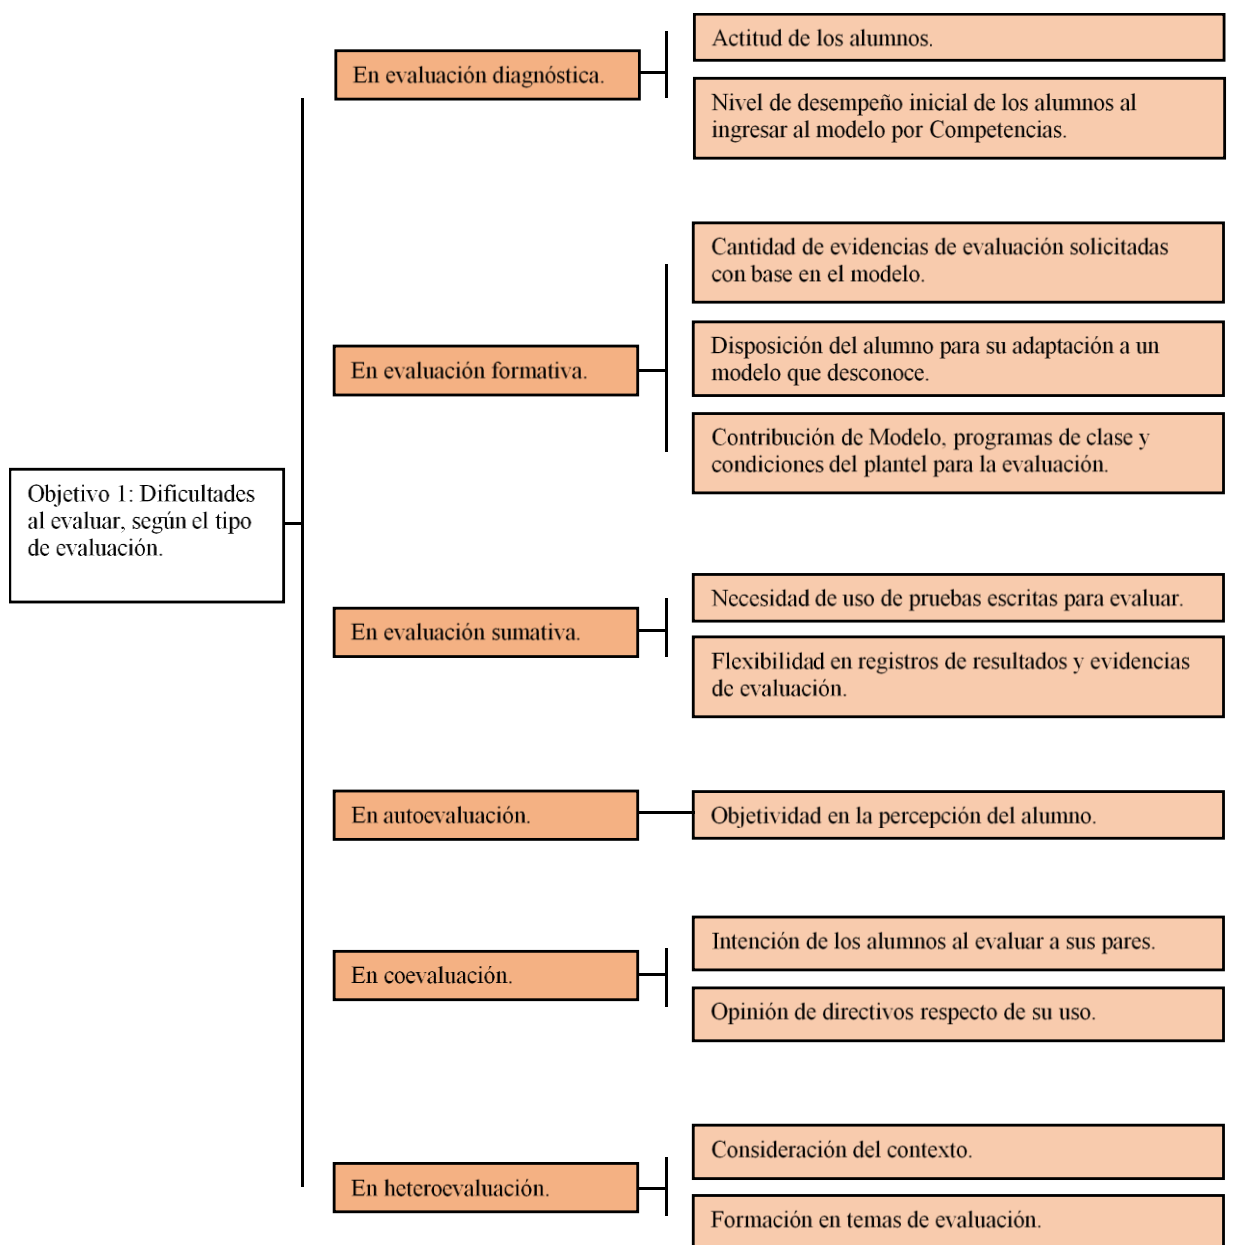 Objetivo 1: Dificultades
al evaluar, según el tipo
de evaluación.
En evaluación diagnóstica.
Actitud de los alumnos.
Nivel de desempeño inicial de los alumnos al
ingresar al modelo por Competencias.
En evaluación formativa.
Cantidad de evidencias de evaluación solicitadas
con base en el modelo.
Disposición del alumno para su adaptación a un
modelo que desconoce.
Contribución de Modelo, programas de clase y
condiciones del plantel para la evaluación.
En evaluación sumativa.
Necesidad de uso de pruebas escritas para evaluar.
Flexibilidad en registros de resultados y evidencias
de evaluación.
En autoevaluación.
Objetividad en la percepción del alumno.
En coevaluación.
Intención de los alumnos al evaluar a sus pares.
Opinión de directivos respecto de su uso.
En heteroevaluación.
Consideración del contexto.
Formación en temas de evaluación.